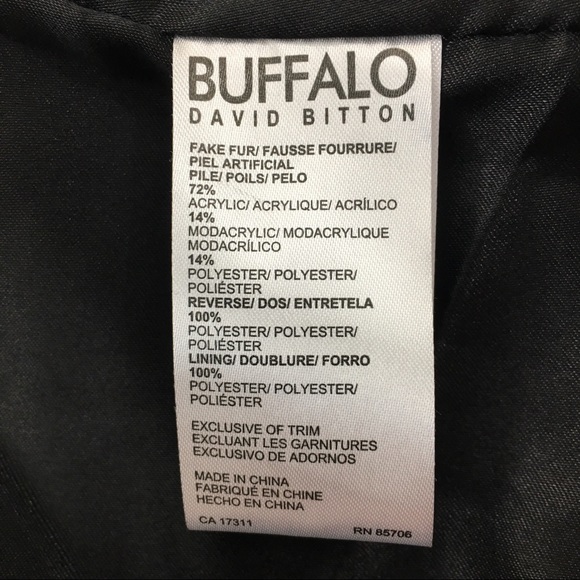 BUFFALO
DAVID BITTON
FAKE FUR/ FAUSSE FOURRURE/
PIEL ARTIFICIAL
PILE/ POILS/ PELO
72%
ACRYLIC/ ACRYLIQUE/ ACRÍLICO
14%
MODACRYLIC/ MODACRYLIQUE
MODACRÍLICO
14%
POLYESTER/ POLYESTER/
POLIÉSTER
REVERSE/ DOS/ ENTRETELA
100%
POLYESTER/ POLYESTER/
POLIÉSTER
LINING/ DOUBLURE/ FORRO
100%
POLYESTER/ POLYESTER/
POLIÉSTER
EXCLUSIVE OF TRIM
EXCLUANT LES GARNITURES
EXCLUSIVO DE ADORNOS
MADE IN CHINA
FABRIQUÉ EN CHINE
HECHO EN CHINA
CA 17311 RN 85706